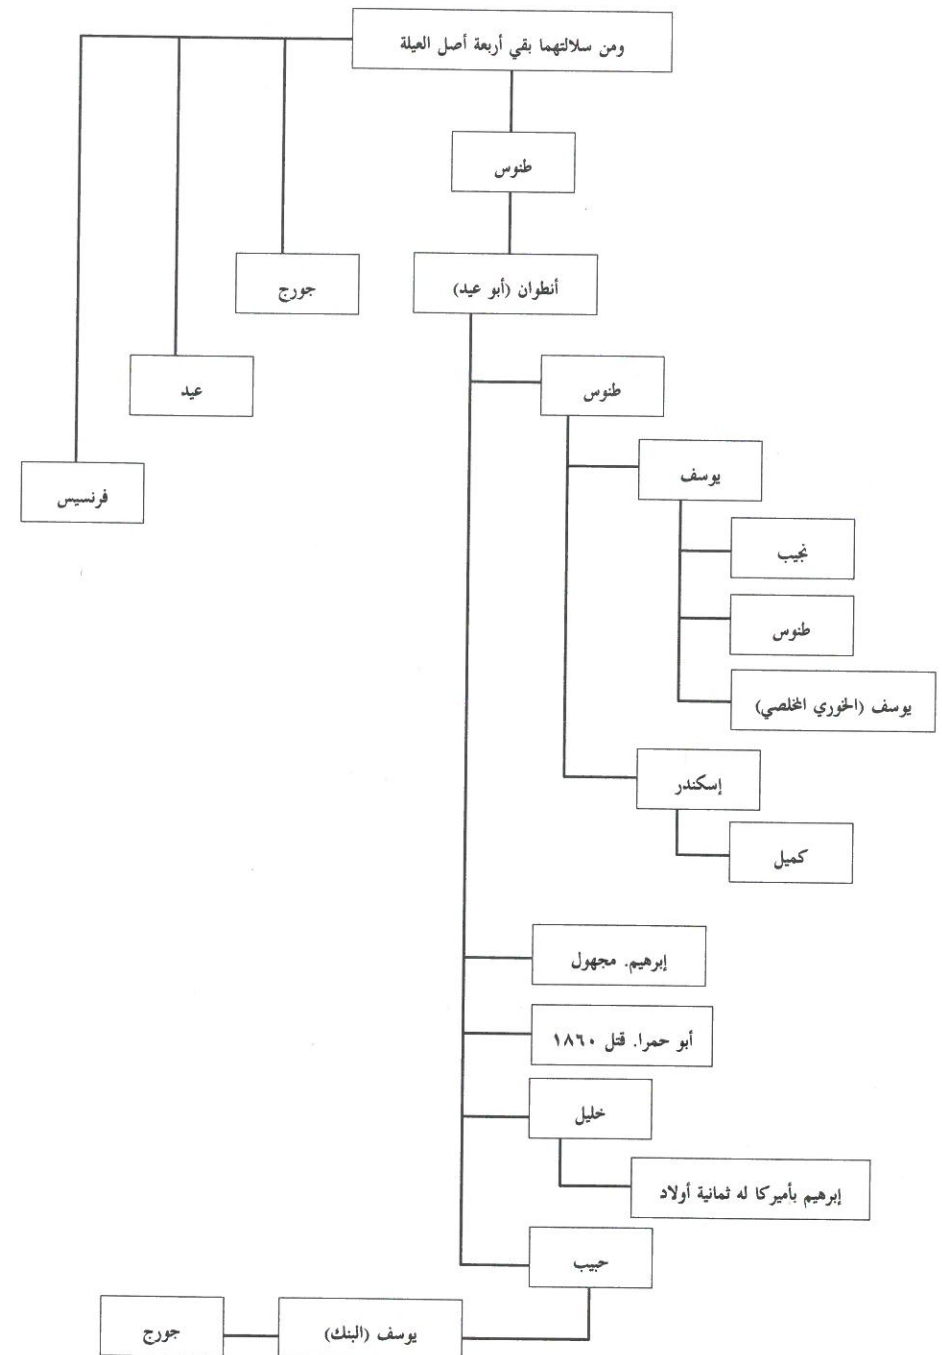 ومن سلالتهما بقي أربعة أصل العيلة
طنوس
جورج
أنطوان (أبو عيد)
عيد
طنوس
يوسف
فرنسيس
نجيب
طنوس
يوسف (الخوري المخلصي)
إسكندر
كميل
إبرهيم. مجهول
أبو حمرا. قتل ١٨٦٠
خليل
إبرهيم بأميركا له ثمانية أولاد
حبيب
يوسف (البنك)
جورج